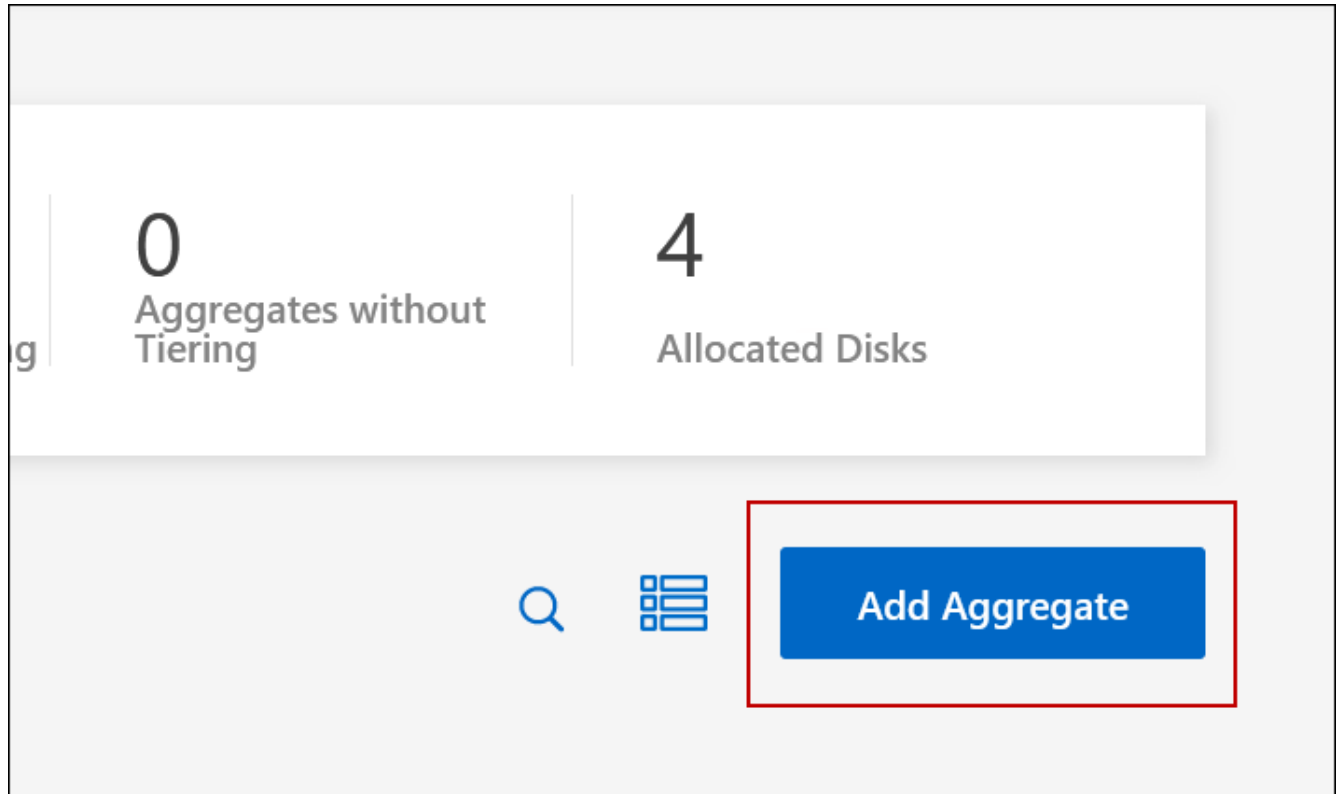 0
Aggregates without
Tiering
4
Allocated Disks
Add Aggregate